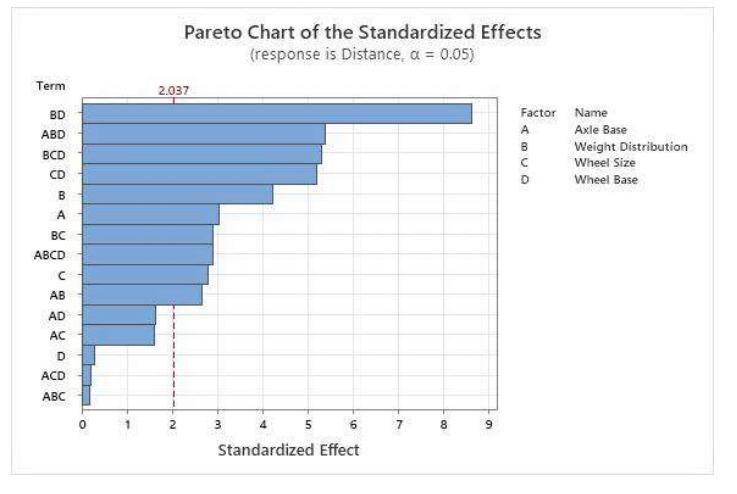 Pareto Chart of the Standardized Effects
(response is Distance, α = 0.05)
Term
2.037
BD
ABD
BCD
CD
B
A
BC
ABCD
C
AB
AD
AC
D
ACD
ABC
0 1 2 3 4 5 6 7 8 9
Standardized Effect
Factor Name
A Axle Base
B Weight Distribution
C Wheel Size
D Wheel Base